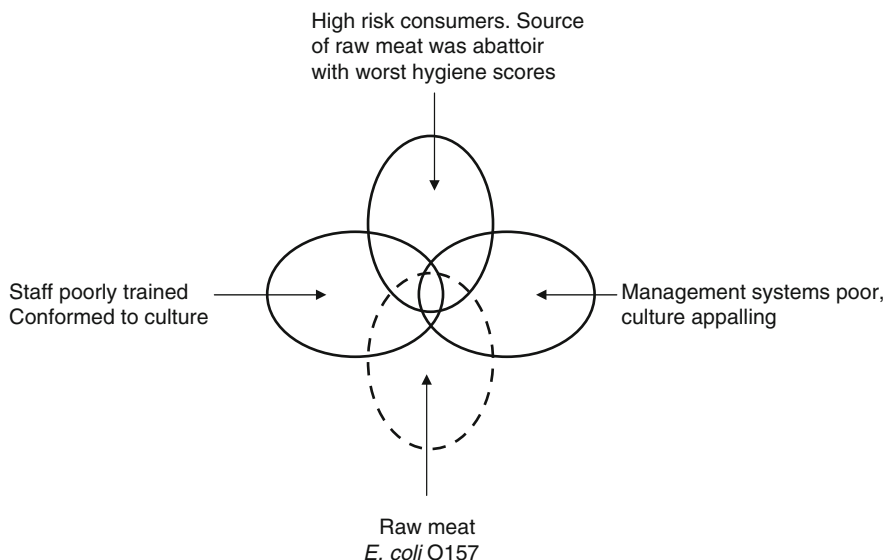 High risk consumers. Source
of raw meat was abattoir
with worst hygiene scores
Staff poorly trained
Conformed to culture
Management systems poor,
culture appalling
Raw meat
E. coli O157